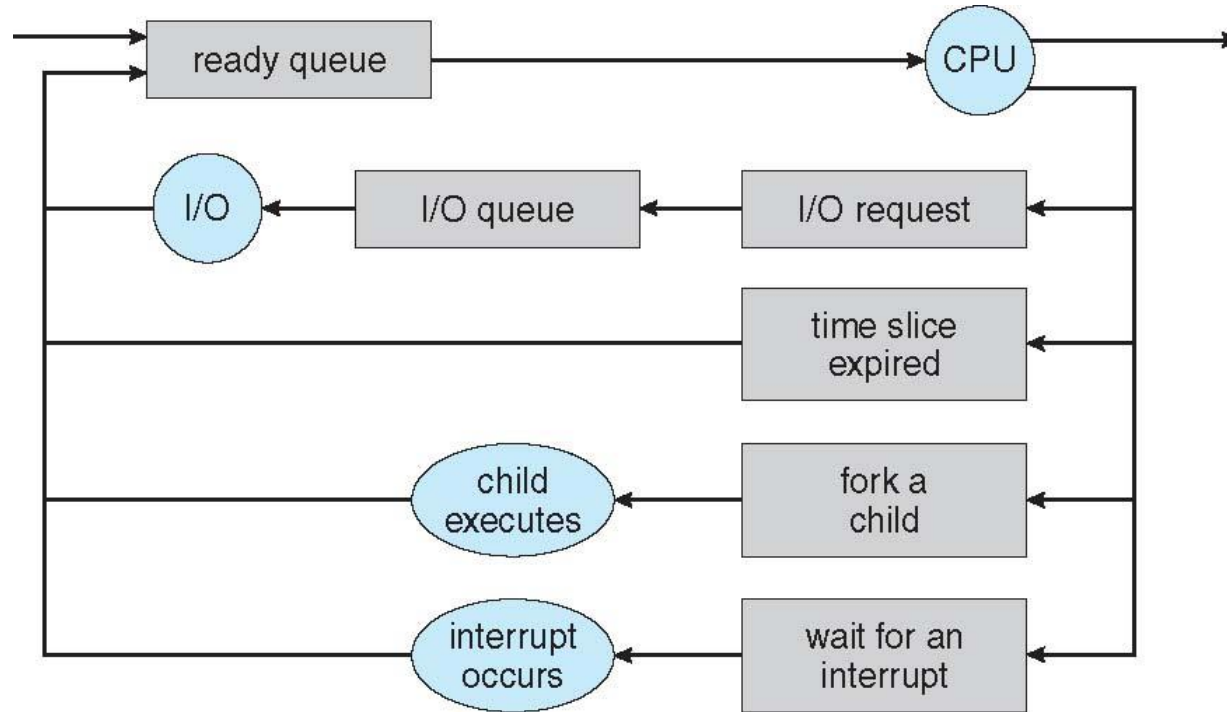 ready queue
CPU
I/O
I/O queue
I/O request
time slice
expired
child
executes
fork a
child
interrupt
occurs
wait for an
interrupt